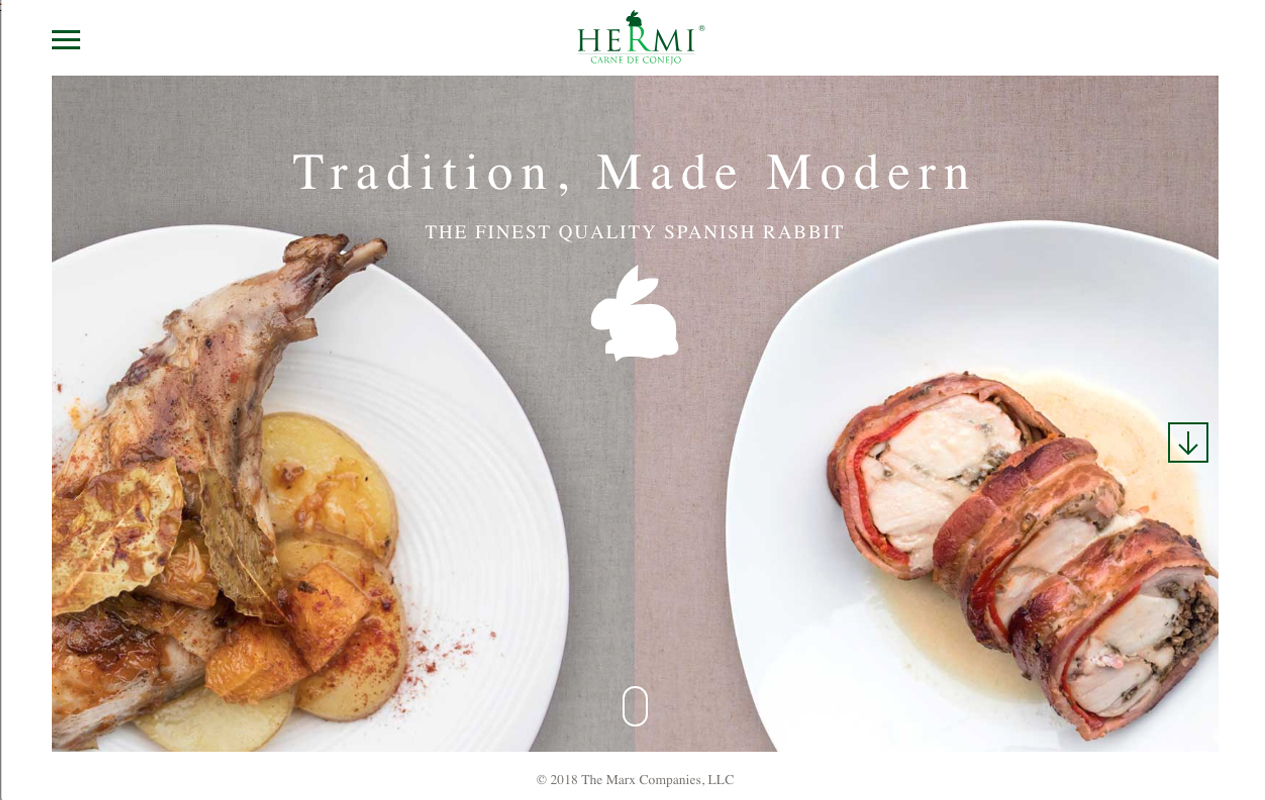 HERMI®
CARNE DE CONEJO
Tradition, Made Modern
THE FINEST QUALITY SPANISH RABBIT
© 2018 The Marx Companies, LLC